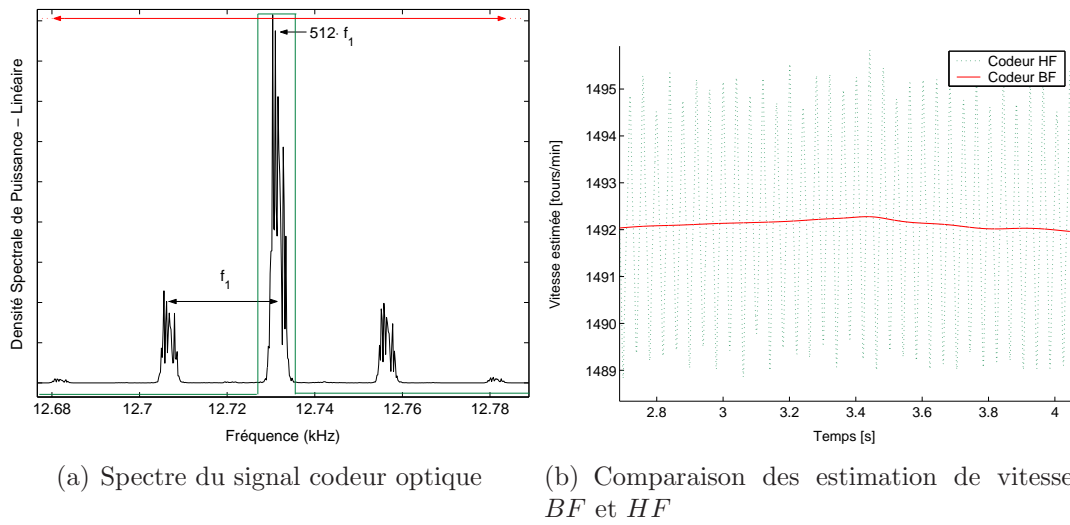 Densité Spectrale de Puissance – Linéaire
512· f1
f1
12.68 12.7 12.72 12.74 12.76 12.78
Fréquence (kHz)
(a) Spectre du signal codeur optique
Codeur HF
Codeur BF
Vitesse estimée [tours/min]
1495
1494
1493
1492
1491
1490
1489
2.8 3 3.2 3.4 3.6 3.8 4
Temps [s]
(b) Comparaison des estimation de vitesse
BF et HF